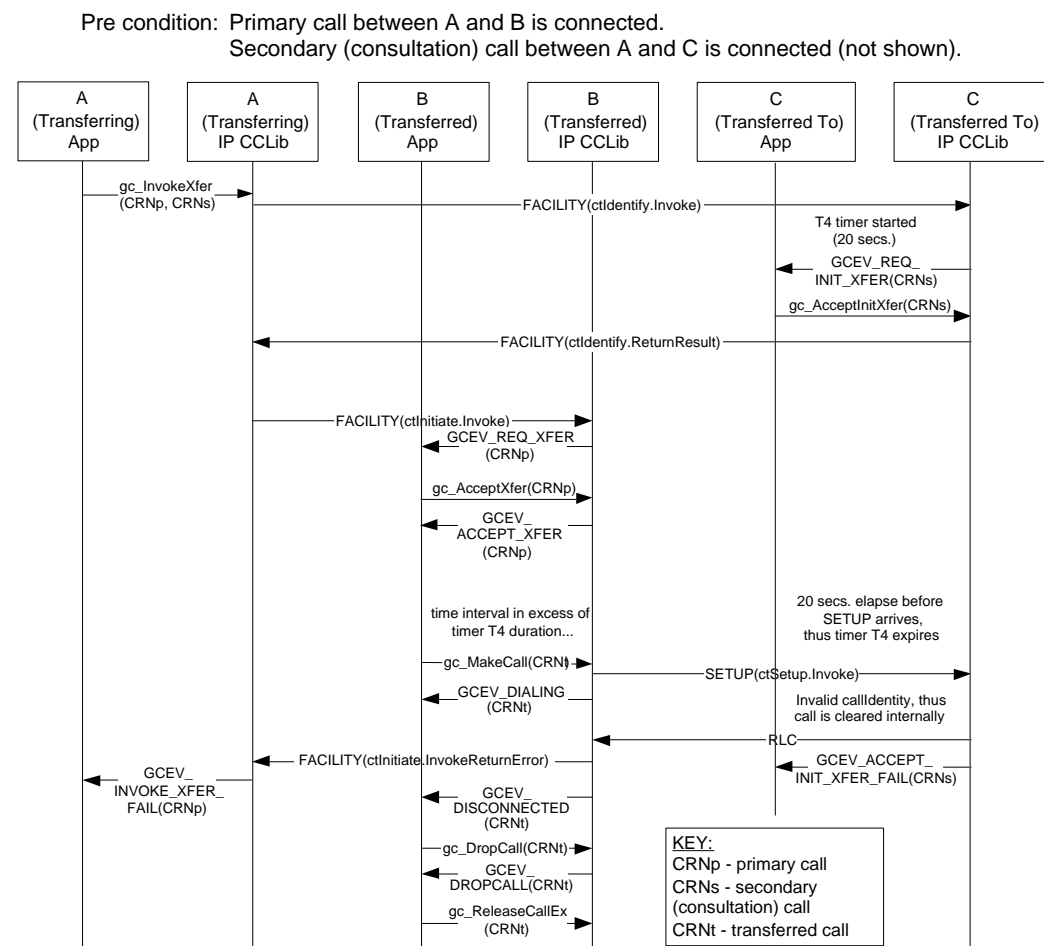 Pre condition: Primary call between A and B is connected.
Secondary (consultation) call between A and C is connected (not shown).
A
(Transferring)
App
A
(Transferring)
IP CCLib
B
(Transferred)
App
B
(Transferred)
IP CCLib
C
(Transferred To)
App
C
(Transferred To)
IP CCLib
gc_InvokeXfer
(CRNp, CRNs)
FACILITY(ctIdentify.Invoke)
T4 timer started
(20 secs.)
GCEV_REQ_
INIT_XFER(CRNs)
gc_AcceptInitXfer(CRNs)
FACILITY(ctIdentify.ReturnResult)
FACILITY(ctInitiate.Invoke)
GCEV_REQ_XFER
(CRNp)
gc_AcceptXfer(CRNp)
GCEV_
ACCEPT_XFER
(CRNp)
time interval in excess of
timer T4 duration...
20 secs. elapse before
SETUP arrives,
thus timer T4 expires
gc_MakeCall(CRNt)
SETUP(ctSetup.Invoke)
GCEV_DIALING
(CRNt)
Invalid callIdentity, thus
call is cleared internally
RLC
FACILITY(ctInitiate.InvokeReturnError)
GCEV_ACCEPT_
INIT_XFER_FAIL(CRNs)
GCEV_
INVOKE_XFER_
FAIL(CRNp)
GCEV_
DISCONNECTED
(CRNt)
gc_DropCall(CRNt)
GCEV_
DROPCALL(CRNt)
gc_ReleaseCallEx
(CRNt)
KEY:
CRNp - primary call
CRNs - secondary
(consultation) call
CRNt - transferred call